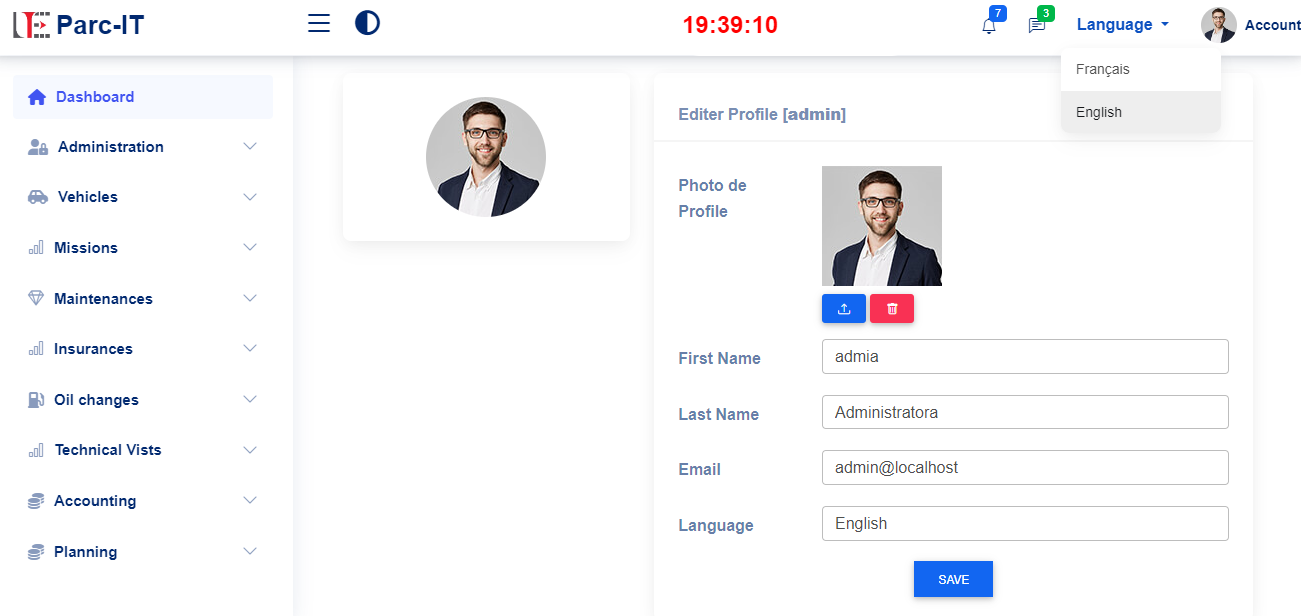 Parc-IT
19:39:10
7
3
Language
Account
Français
English
Dashboard
Administration
Vehicles
Missions
Maintenances
Insurances
Oil changes
Technical Vists
Accounting
Planning
Editer Profile [admin]
Photo de
Profile
First Name admia
Last Name Administratora
Email admin@localhost
Language English
SAVE